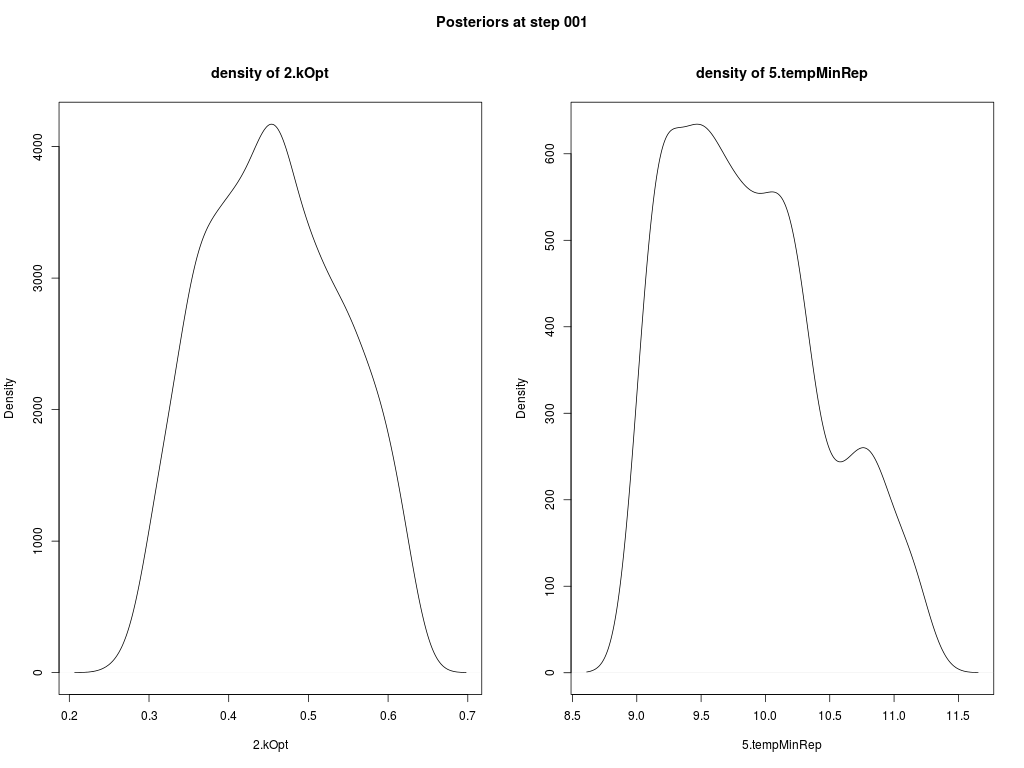 Posteriors at step 001
density of 2.kOpt
Density
4000
3000
2000
1000
0
0.2 0.3 0.4 0.5 0.6 0.7
2.kOpt
density of 5.tempMinRep
Density
600
500
400
300
200
100
0
8.5 9.0 9.5 10.0 10.5 11.0 11.5
5.tempMinRep